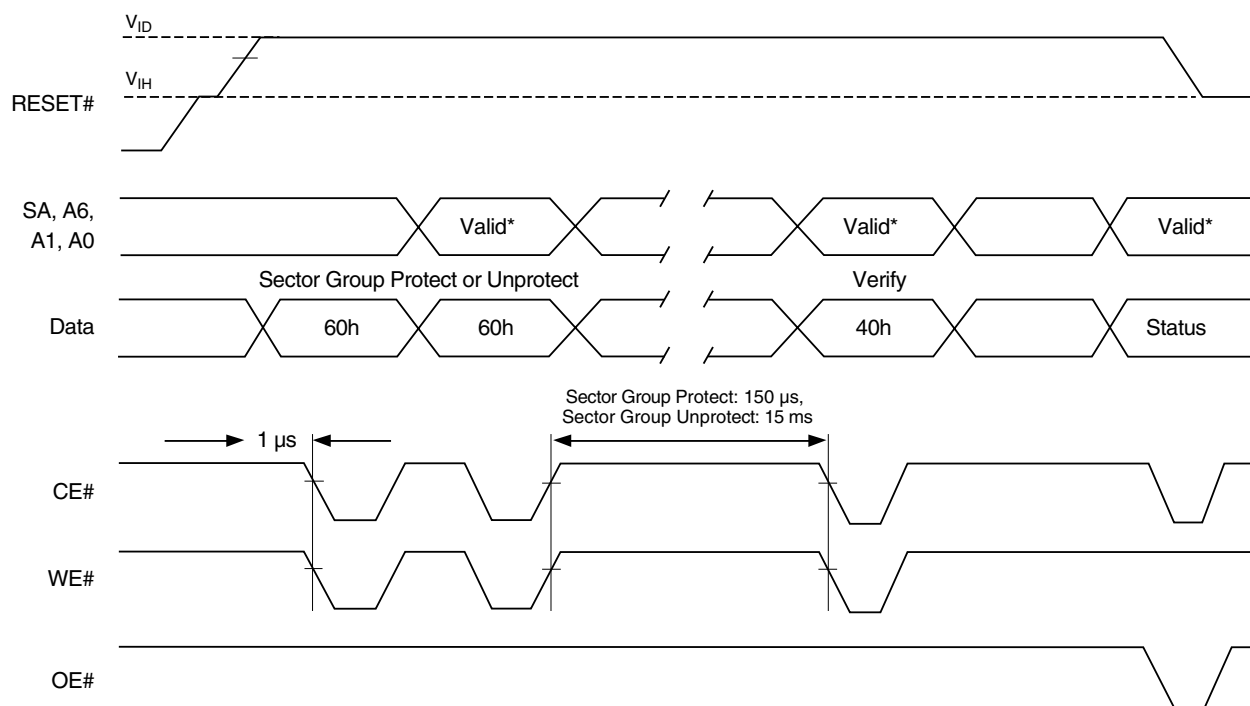 VID
VIH
RESET#
SA, A6,
A1, A0
Valid*
Valid*
Valid*
Sector Group Protect or Unprotect
Verify
Data
60h
60h
40h
Status
Sector Group Protect: 150 µs,
Sector Group Unprotect: 15 ms
1 µs
CE#
WE#
OE#